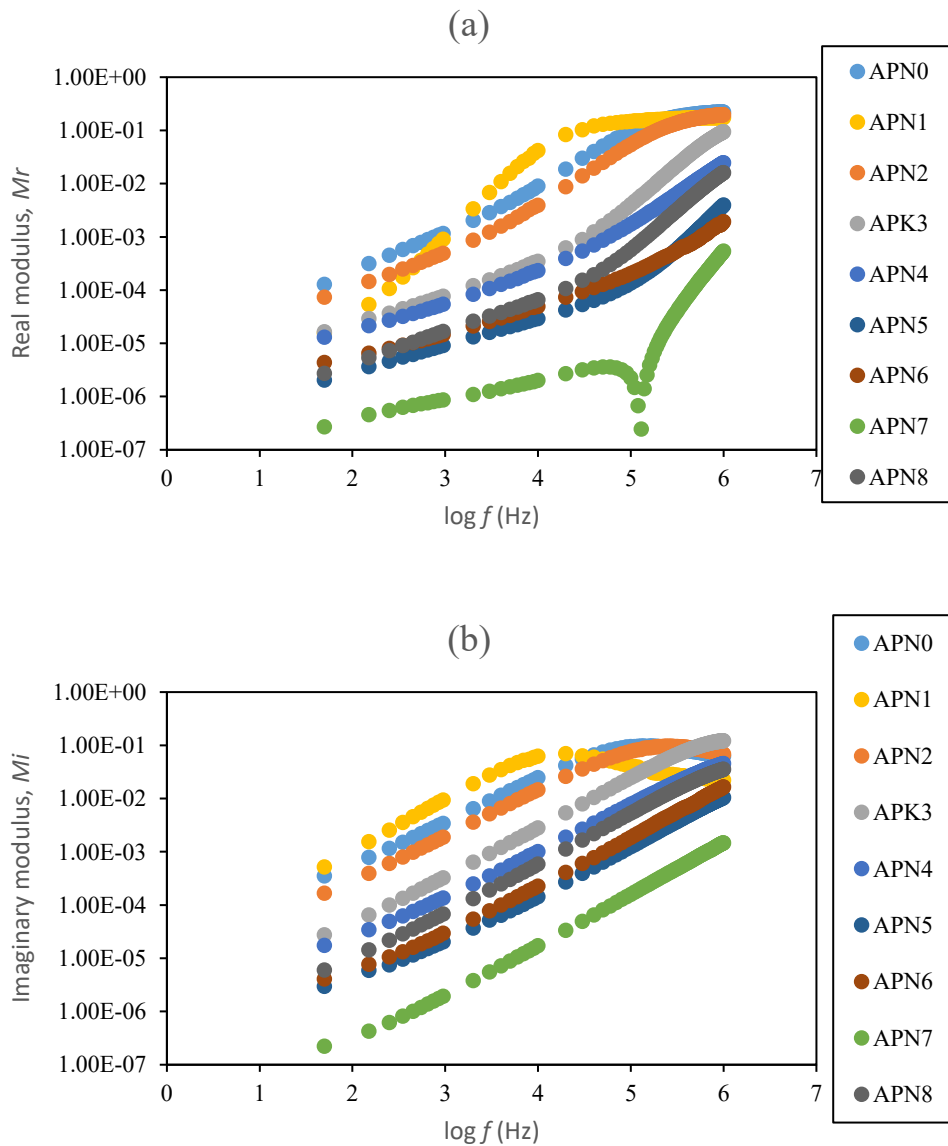 (a)
1.00E+00
1.00E-01
1.00E-02
1.00E-03
1.00E-04
1.00E-05
1.00E-06
1.00E-07
Real modulus, Mr
0 1 2 3 4 5 6 7
log f (Hz)
APN0
APN1
APN2
APK3
APN4
APN5
APN6
APN7
APN8
(b)
1.00E+00
1.00E-01
1.00E-02
1.00E-03
1.00E-04
1.00E-05
1.00E-06
1.00E-07
Imaginary modulus, Mi
0 1 2 3 4 5 6 7
log f (Hz)
APN0
APN1
APN2
APK3
APN4
APN5
APN6
APN7
APN8